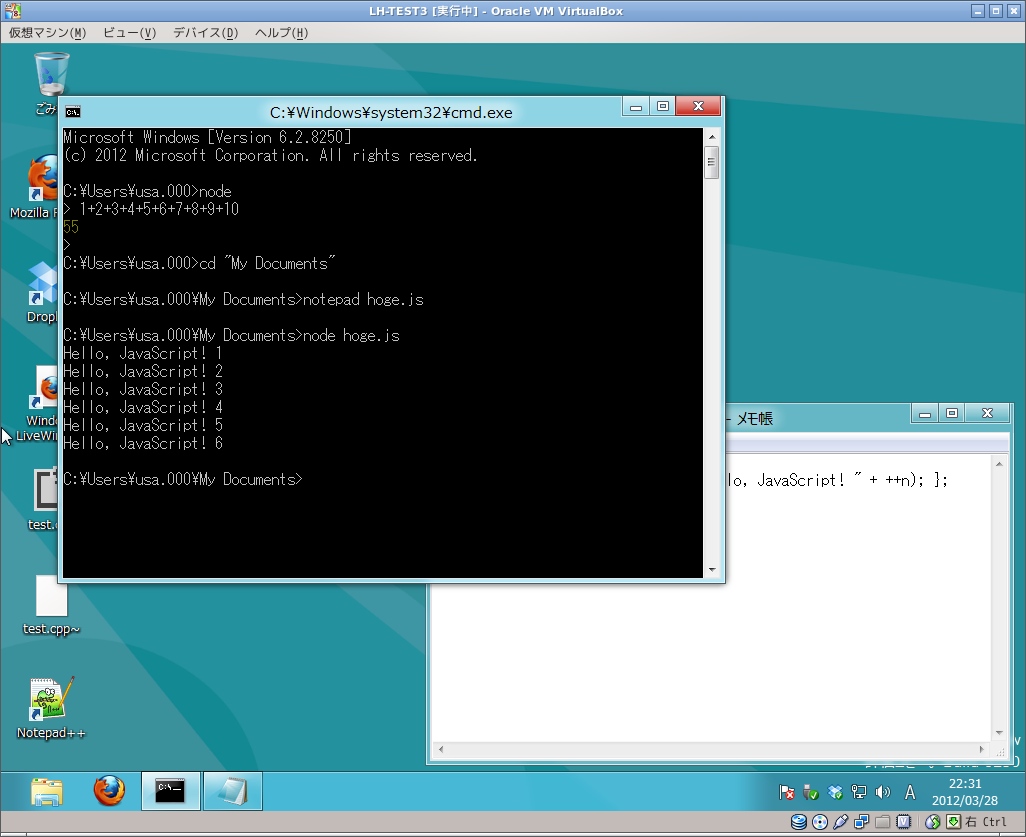 LH-TEST3 [実行中] - Oracle VM VirtualBox
仮想マシン(M) ビュー(V) デバイス(D) ヘルプ(H)
C:¥Windows¥system32¥cmd.exe
Microsoft Windows [Version 6.2.8250]
(c) 2012 Microsoft Corporation. All rights reserved.
C:¥Users¥usa.000>node
> 1+2+3+4+5+6+7+8+9+10
55
>
C:¥Users¥usa.000>cd "My Documents"
C:¥Users¥usa.000¥My Documents>notepad hoge.js
C:¥Users¥usa.000¥My Documents>node hoge.js
Hello, JavaScript! 1
Hello, JavaScript! 2
Hello, JavaScript! 3
Hello, JavaScript! 4
Hello, JavaScript! 5
Hello, JavaScript! 6
C:¥Users¥usa.000¥My Documents>
- メモ帳
lo, JavaScript! " + ++n); };
ごみ
Mozilla F
Dropl
Windo
LiveWri
test.c
test.cpp~
Notepad++
A
22:31
2012/03/28
右 Ctrl